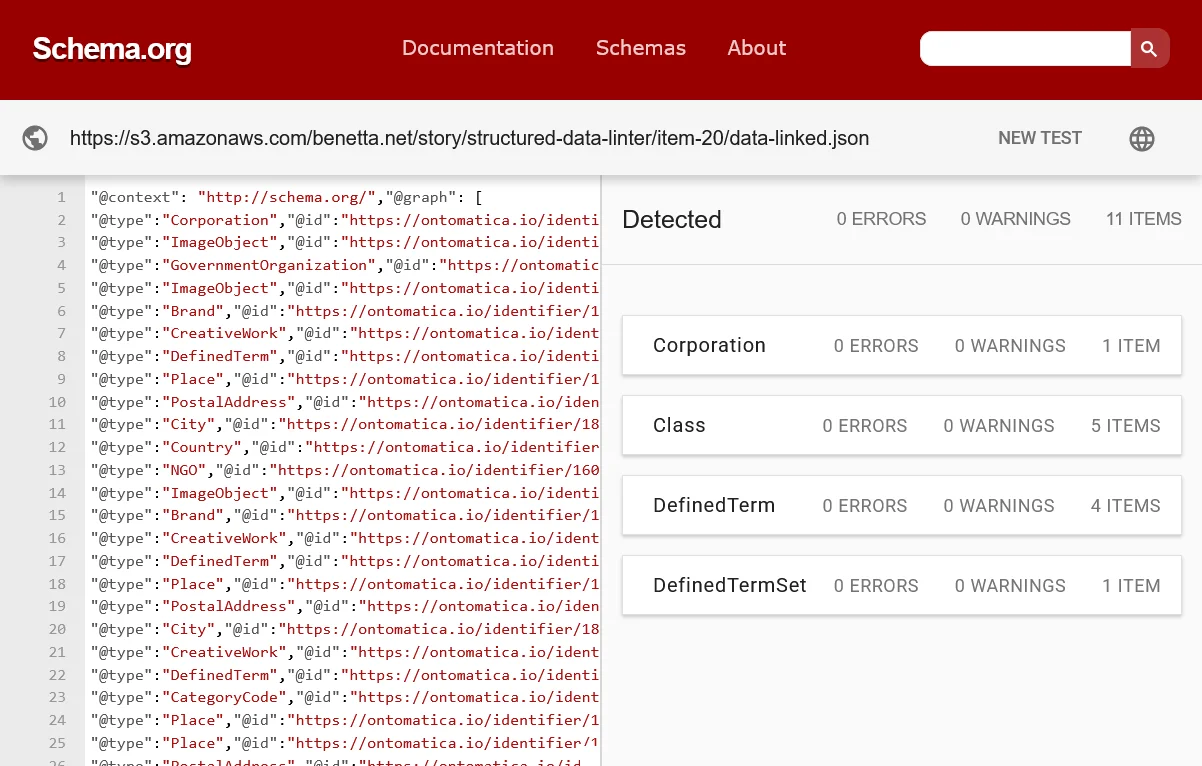 Schema.org
Documentation Schemas About
https://s3.amazonaws.com/benetta.net/story/structured-data-linter/item-20/data-linked.json NEW TEST
1 "@context": "http://schema.org/","@graph": [
2 "@type":"Corporation","@id":"https://ontomatica.io/identi
3 "@type":"ImageObject","@id":"https://ontomatica.io/identi
4 "@type":"GovernmentOrganization","@id":"https://ontomatic
5 "@type":"ImageObject","@id":"https://ontomatica.io/identi
6 "@type":"Brand","@id":"https://ontomatica.io/identifier/1
7 "@type":"CreativeWork","@id":"https://ontomatica.io/ident
8 "@type":"DefinedTerm","@id":"https://ontomatica.io/identi
9 "@type":"Place","@id":"https://ontomatica.io/identifier/1
10 "@type":"PostalAddress","@id":"https://ontomatica.io/iden
11 "@type":"City","@id":"https://ontomatica.io/identifier/18
12 "@type":"Country","@id":"https://ontomatica.io/identifier
13 "@type":"NGO","@id":"https://ontomatica.io/identifier/160
14 "@type":"ImageObject","@id":"https://ontomatica.io/identi
15 "@type":"Brand","@id":"https://ontomatica.io/identifier/1
16 "@type":"CreativeWork","@id":"https://ontomatica.io/ident
17 "@type":"DefinedTerm","@id":"https://ontomatica.io/identi
18 "@type":"Place","@id":"https://ontomatica.io/identifier/1
19 "@type":"PostalAddress","@id":"https://ontomatica.io/iden
20 "@type":"City","@id":"https://ontomatica.io/identifier/18
21 "@type":"CreativeWork","@id":"https://ontomatica.io/ident
22 "@type":"DefinedTerm","@id":"https://ontomatica.io/identi
23 "@type":"CategoryCode","@id":"https://ontomatica.io/ident
24 "@type":"Place","@id":"https://ontomatica.io/identifier/1
25 "@type":"Place","@id":"https://ontomatica.io/identifier/1
26 "@type":"PostalAddress","@id":"https://ontomatica.io/id
Detected 0 ERRORS 0 WARNINGS 11 ITEMS
Corporation 0 ERRORS 0 WARNINGS 1 ITEM
Class 0 ERRORS 0 WARNINGS 5 ITEMS
DefinedTerm 0 ERRORS 0 WARNINGS 4 ITEMS
DefinedTermSet 0 ERRORS 0 WARNINGS 1 ITEM